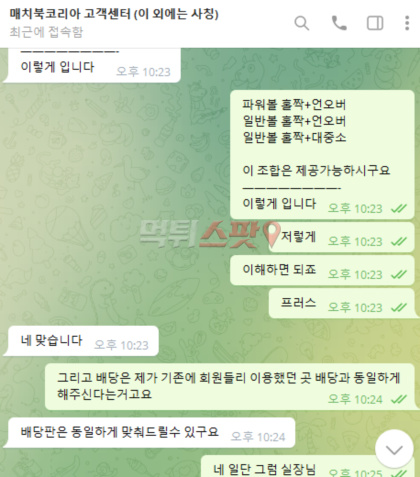 매치북코리아 고객센터 (이 외에는 사칭)
최근에 접속함
————————-
이렇게 입니다 오후 10:23
파워볼 홀짝+언오버
일반볼 홀짝+언오버
일반볼 홀짝+대중소
이 조합은 제공가능하시구요
————————-
이렇게 입니다 오후 10:23
먹튀스팟
저렇게 오후 10:23
이해하면 되죠 오후 10:23
프러스 오후 10:23
네 맞습니다 오후 10:23
그리고 배당은 제가 기존에 회원들리 이용했던 곳 배당과 동일하게
해주신다는거고요 오후 10:24
배당판은 동일하게 맞춰드릴수 있구요 오후 10:24
네 일단 그럼 실장님 오후 10:25